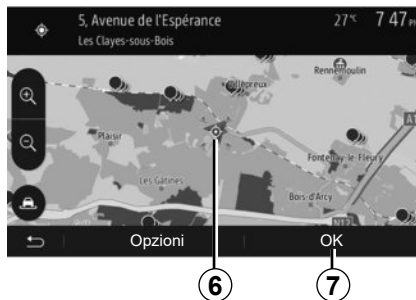 5, Avenue de l'Espérance
27°C
7 47 PM
Les Clayes-sous-Bois
Rennemoulin
Plaisir
Fontenay-le-Fleury
Les Gâtines
Bois-d'Arcy
N12
Opzioni
OK
6
7